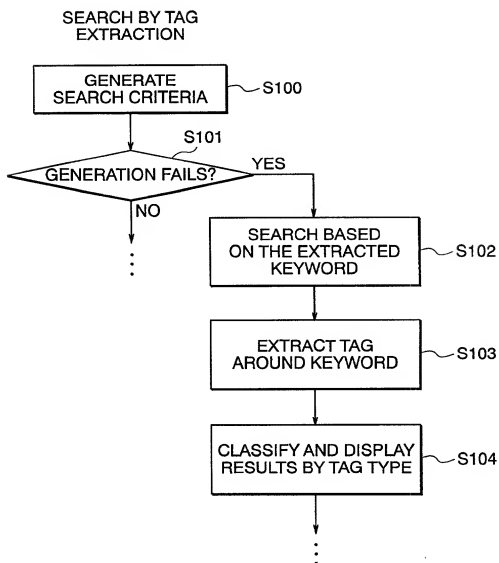 SEARCH BY TAG
EXTRACTION
GENERATE
SEARCH CRITERIA
S100
S101
GENERATION FAILS?
YES
NO
SEARCH BASED
ON THE EXTRACTED
KEYWORD
S102
EXTRACT TAG
AROUND KEYWORD
S103
CLASSIFY AND DISPLAY
RESULTS BY TAG TYPE
S104